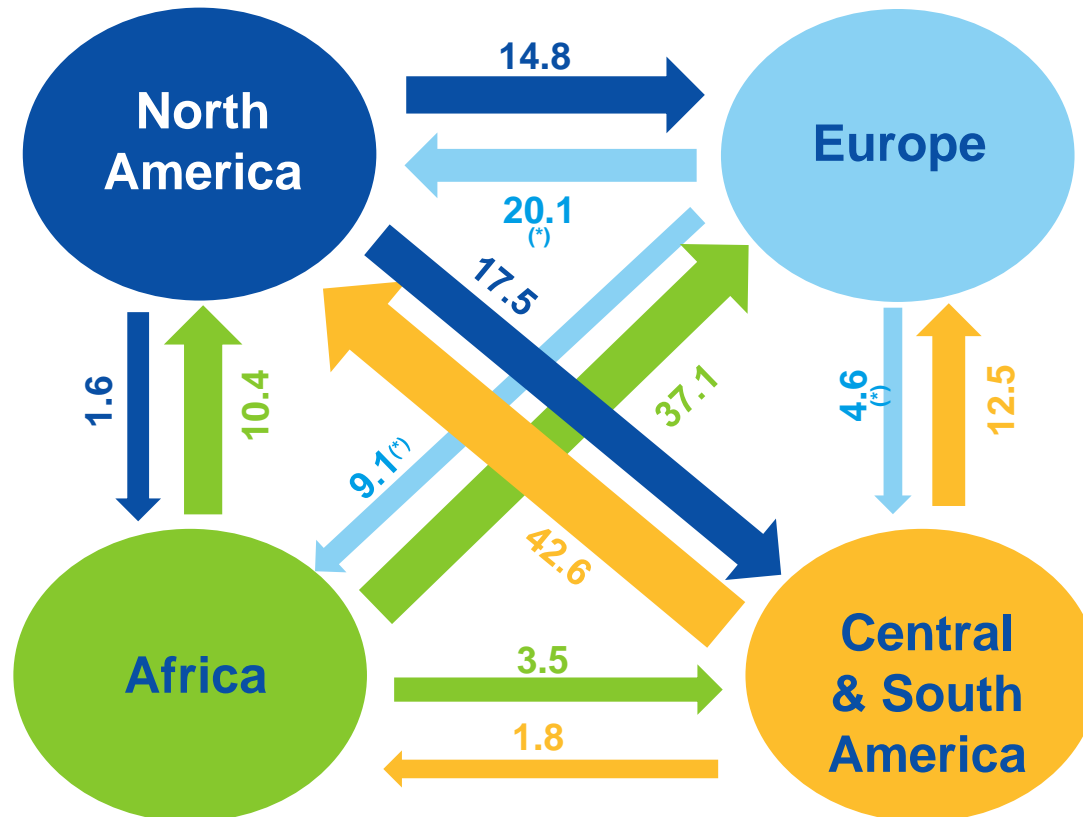 14.8
North
America
Europe
20.1
(*)
17.5
1.6
10.4
37.1
4.6
(*)
12.5
9.1(*)
42.6
Africa
3.5
1.8
Central
& South
America